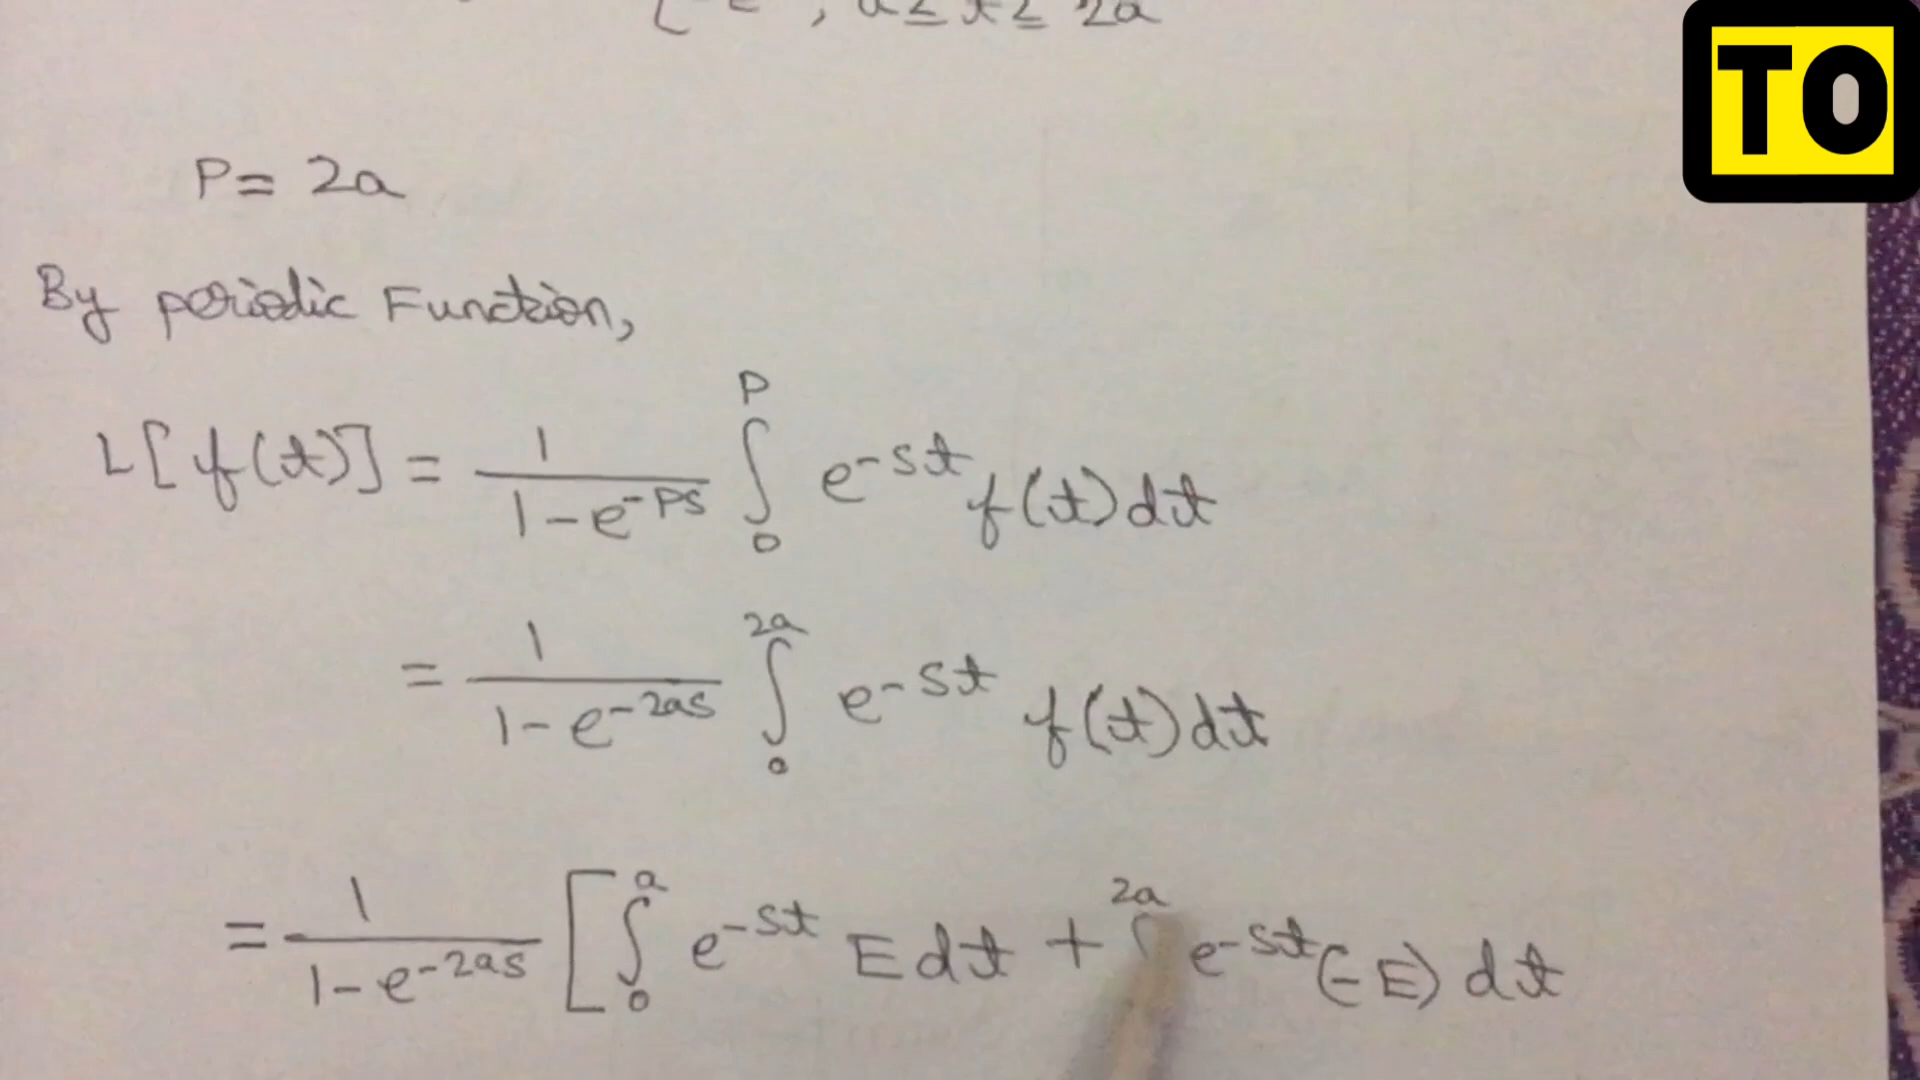 , a ≤ t ≤ 2a
TO
P = 2a
By periodic Function,
L[f(t)] = 1/(1-e^-PS) ∫_0^P e^-st f(t)dt
= 1/(1-e^-2as) ∫_0^2a e^-st f(t)dt
= 1/(1-e^-2as) [∫_0^a e^-st E dt + ∫^2a e^-st (-E) dt